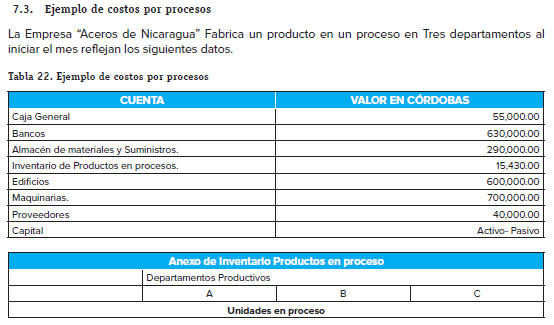 7.3. Ejemplo de costos por procesos
La Empresa “Aceros de Nicaragua” Fabrica un producto en un proceso en Tres departamentos al
iniciar el mes reflejan los siguientes datos.
Tabla 22. Ejemplo de costos por procesos
CUENTA VALOR EN CÓRDOBAS
Caja General 55,000.00
Bancos 630,000.00
Almacén de materiales y Suministros. 290,000.00
Inventario de Productos en procesos. 15,430.00
Edificios 600,000.00
Maquinarias. 700,000.00
Proveedores 40,000.00
Capital Activo- Pasivo
Anexo de Inventario Productos en proceso
Departamentos Productivos
A B C
Unidades en proceso